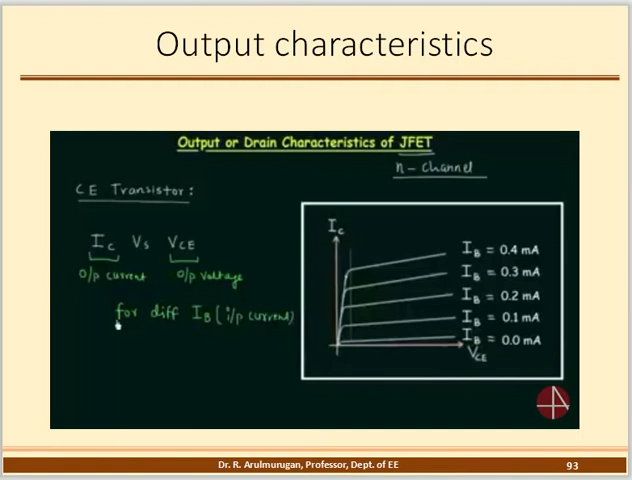 Output characteristics
Output or Drain Characteristics of JFET
n - channel
CE Transistor:
Ic Vs VCE
O/p current O/p voltage
for diff IB (i/p current)
Ic
IB = 0.4 mA
IB = 0.3 mA
IB = 0.2 mA
IB = 0.1 mA
IB = 0.0 mA
VCE
Dr. R. Arulmurugan, Professor, Dept. of EE
93